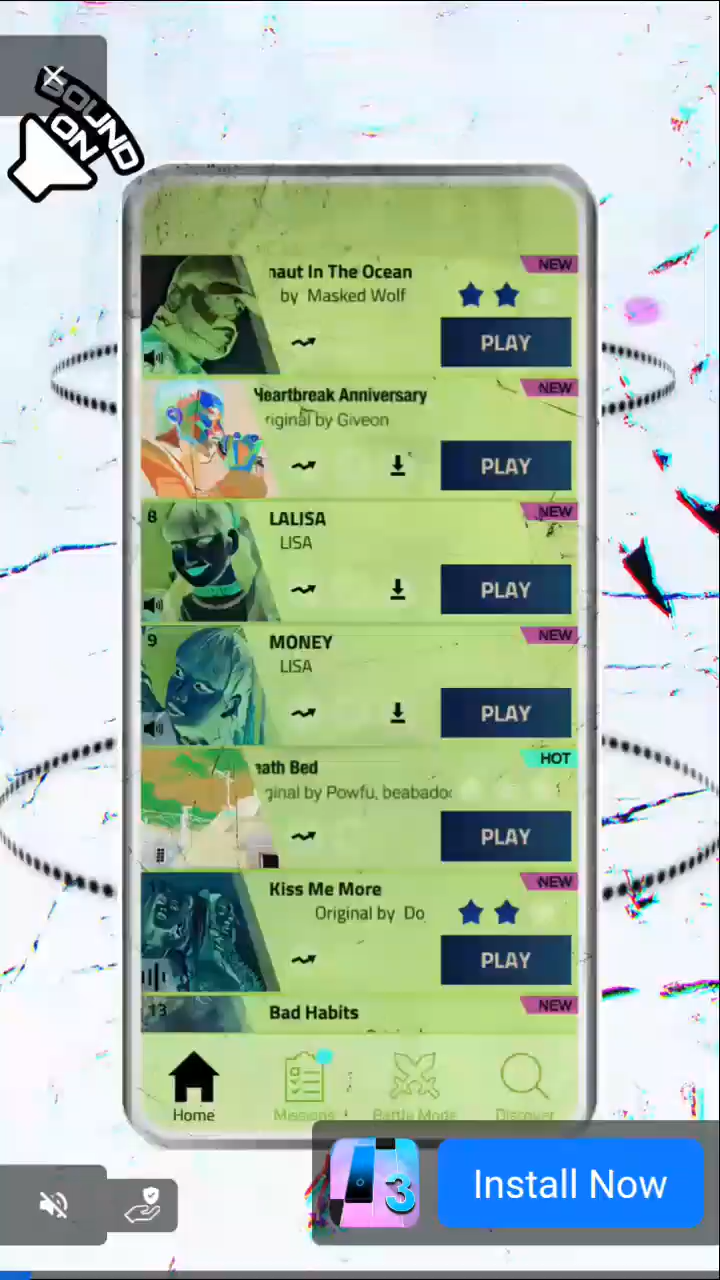 SOUND
ON
naut In The Ocean
NEW
by Masked Wolf
PLAY
Heartbreak Anniversary
NEW
riginal by Giveon
PLAY
8
LALISA
NEW
LISA
PLAY
9
MONEY
NEW
LISA
PLAY
eath Bed
HOT
ginal by Powfu, beabadoo
PLAY
Kiss Me More
NEW
Original by Do
PLAY
13
Bad Habits
NEW
Home
Missions
Battle Mode
Discover
3
Install Now